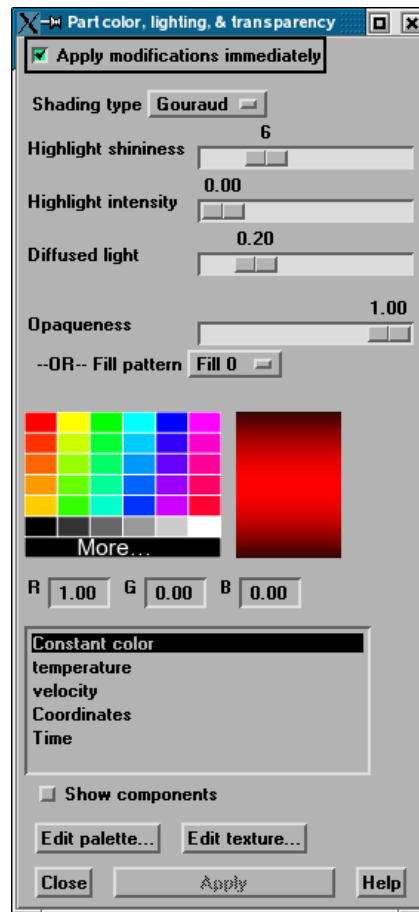 Part color, lighting, & transparency
Apply modifications immediately
Shading type Gouraud
6
Highlight shininess
0.00
Highlight intensity
0.20
Diffused light
1.00
Opaqueness
--OR-- Fill pattern Fill 0
More...
R 1.00 G 0.00 B 0.00
Constant color
temperature
velocity
Coordinates
Time
Show components
Edit palette... Edit texture...
Close Apply Help